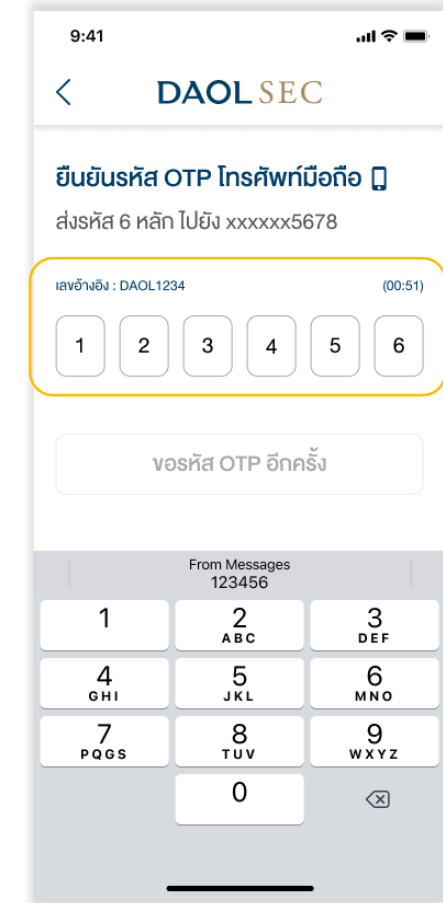 9:41
DAOL SEC
ยืนยันรหัส OTP โทรศัพท์มือถือ
ส่งรหัส 6 หลัก ไปยัง xxxxxx5678
เลขอ้างอิง : DAOL1234 (00:51)
1 2 3 4 5 6
ขอรหัส OTP อีกครั้ง
From Messages
123456
1 2 3
ABC DEF
4 5 6
GHI JKL MNO
7 8 9
PQGS TUV WXYZ
0